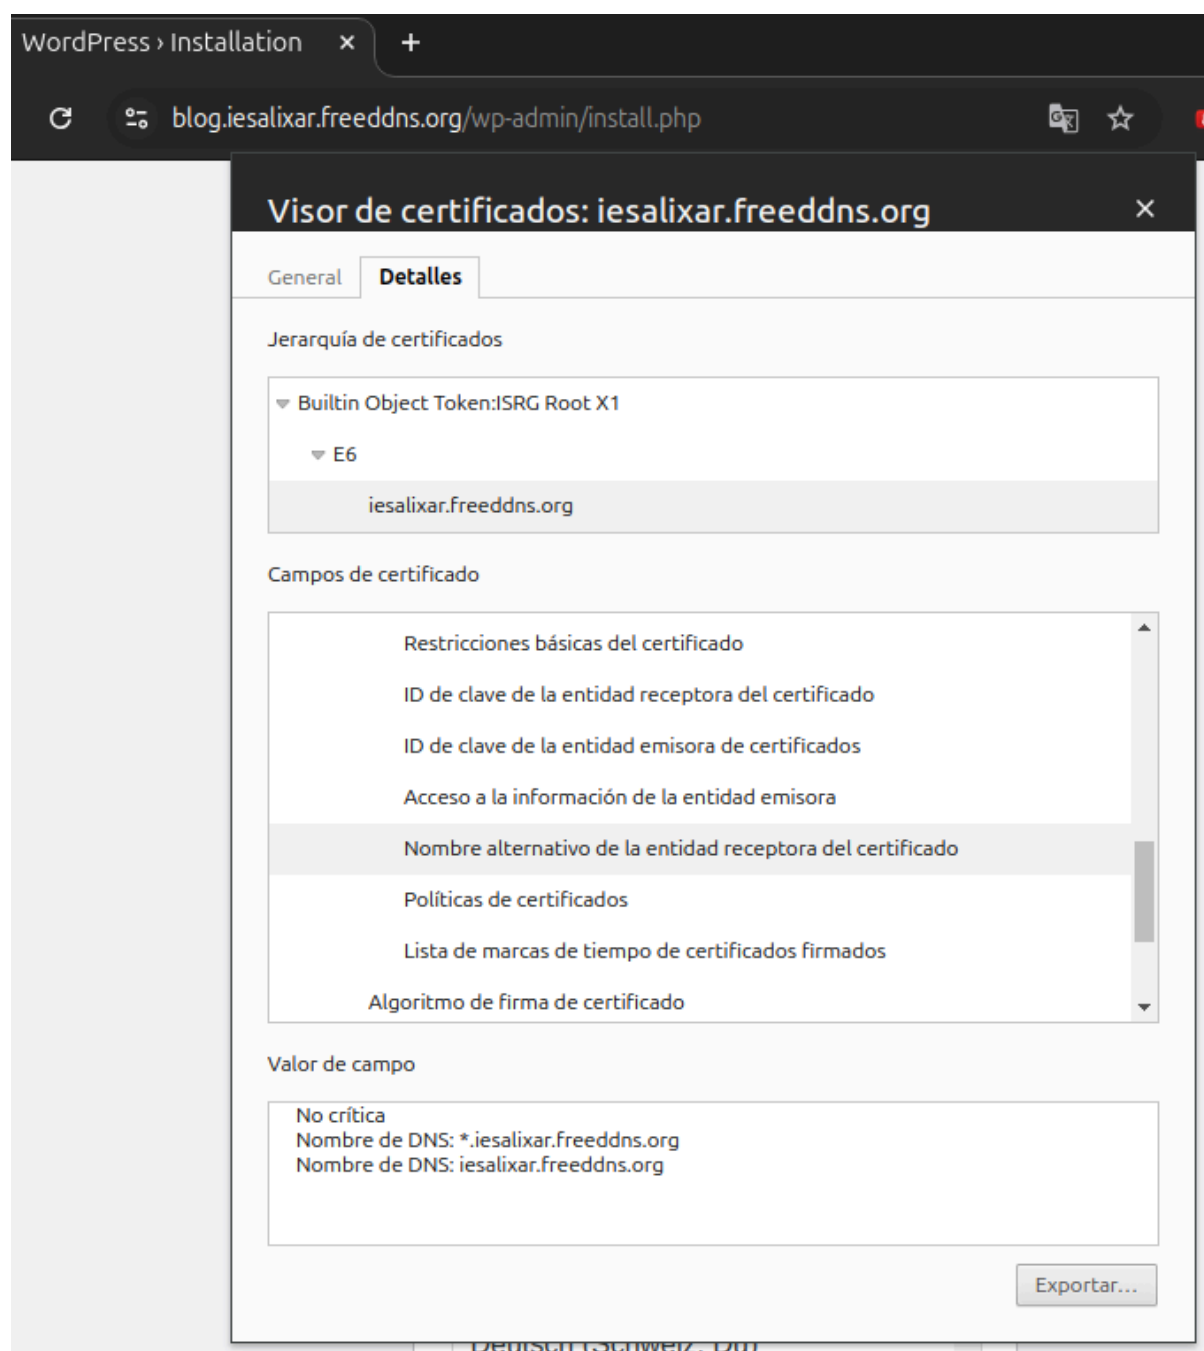 WordPress › Installation
blog.iesalixar.freeddns.org/wp-admin/install.php
Visor de certificados: iesalixar.freeddns.org
General Detalles
Jerarquía de certificados
Builtin Object Token:ISRG Root X1
E6
iesalixar.freeddns.org
Campos de certificado
Restricciones básicas del certificado
ID de clave de la entidad receptora del certificado
ID de clave de la entidad emisora de certificados
Acceso a la información de la entidad emisora
Nombre alternativo de la entidad receptora del certificado
Políticas de certificados
Lista de marcas de tiempo de certificados firmados
Algoritmo de firma de certificado
Valor de campo
No crítica
Nombre de DNS: *.iesalixar.freeddns.org
Nombre de DNS: iesalixar.freeddns.org
Exportar...
Deutsch (Schweiz, Du)